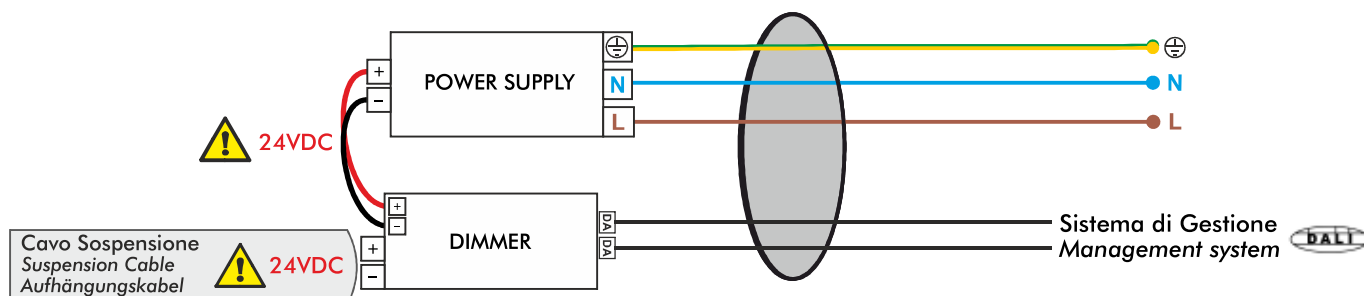 POWER SUPPLY
+
−
N
L
N
L
24VDC
DIMMER
+
−
+
−
DA
DA
Sistema di Gestione
Management system
DALI
Cavo Sospensione
Suspension Cable
Aufhängungskabel
24VDC